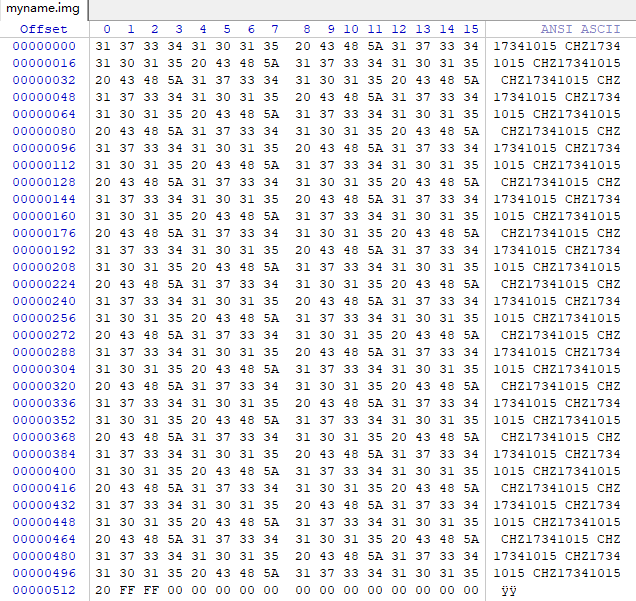 myname.img
Offset 0 1 2 3 4 5 6 7 8 9 10 11 12 13 14 15 ANSI ASCII
00000000 31 37 33 34 31 30 31 35 20 43 48 5A 31 37 33 34 17341015 CHZ1734
00000016 31 30 31 35 20 43 48 5A 31 37 33 34 31 30 31 35 1015 CHZ17341015
00000032 20 43 48 5A 31 37 33 34 31 30 31 35 20 43 48 5A CHZ17341015 CHZ
00000048 31 37 33 34 31 30 31 35 20 43 48 5A 31 37 33 34 17341015 CHZ1734
00000064 31 30 31 35 20 43 48 5A 31 37 33 34 31 30 31 35 1015 CHZ17341015
00000080 20 43 48 5A 31 37 33 34 31 30 31 35 20 43 48 5A CHZ17341015 CHZ
00000096 31 37 33 34 31 30 31 35 20 43 48 5A 31 37 33 34 17341015 CHZ1734
00000112 31 30 31 35 20 43 48 5A 31 37 33 34 31 30 31 35 1015 CHZ17341015
00000128 20 43 48 5A 31 37 33 34 31 30 31 35 20 43 48 5A CHZ17341015 CHZ
00000144 31 37 33 34 31 30 31 35 20 43 48 5A 31 37 33 34 17341015 CHZ1734
00000160 31 30 31 35 20 43 48 5A 31 37 33 34 31 30 31 35 1015 CHZ17341015
00000176 20 43 48 5A 31 37 33 34 31 30 31 35 20 43 48 5A CHZ17341015 CHZ
00000192 31 37 33 34 31 30 31 35 20 43 48 5A 31 37 33 34 17341015 CHZ1734
00000208 31 30 31 35 20 43 48 5A 31 37 33 34 31 30 31 35 1015 CHZ17341015
00000224 20 43 48 5A 31 37 33 34 31 30 31 35 20 43 48 5A CHZ17341015 CHZ
00000240 31 37 33 34 31 30 31 35 20 43 48 5A 31 37 33 34 17341015 CHZ1734
00000256 31 30 31 35 20 43 48 5A 31 37 33 34 31 30 31 35 1015 CHZ17341015
00000272 20 43 48 5A 31 37 33 34 31 30 31 35 20 43 48 5A CHZ17341015 CHZ
00000288 31 37 33 34 31 30 31 35 20 43 48 5A 31 37 33 34 17341015 CHZ1734
00000304 31 30 31 35 20 43 48 5A 31 37 33 34 31 30 31 35 1015 CHZ17341015
00000320 20 43 48 5A 31 37 33 34 31 30 31 35 20 43 48 5A CHZ17341015 CHZ
00000336 31 37 33 34 31 30 31 35 20 43 48 5A 31 37 33 34 17341015 CHZ1734
00000352 31 30 31 35 20 43 48 5A 31 37 33 34 31 30 31 35 1015 CHZ17341015
00000368 20 43 48 5A 31 37 33 34 31 30 31 35 20 43 48 5A CHZ17341015 CHZ
00000384 31 37 33 34 31 30 31 35 20 43 48 5A 31 37 33 34 17341015 CHZ1734
00000400 31 30 31 35 20 43 48 5A 31 37 33 34 31 30 31 35 1015 CHZ17341015
00000416 20 43 48 5A 31 37 33 34 31 30 31 35 20 43 48 5A CHZ17341015 CHZ
00000432 31 37 33 34 31 30 31 35 20 43 48 5A 31 37 33 34 17341015 CHZ1734
00000448 31 30 31 35 20 43 48 5A 31 37 33 34 31 30 31 35 1015 CHZ17341015
00000464 20 43 48 5A 31 37 33 34 31 30 31 35 20 43 48 5A CHZ17341015 CHZ
00000480 31 37 33 34 31 30 31 35 20 43 48 5A 31 37 33 34 17341015 CHZ1734
00000496 31 30 31 35 20 43 48 5A 31 37 33 34 31 30 31 35 1015 CHZ17341015
00000512 20 FF FF 00 00 00 00 00 00 00 00 00 00 00 00 00 ÿÿ